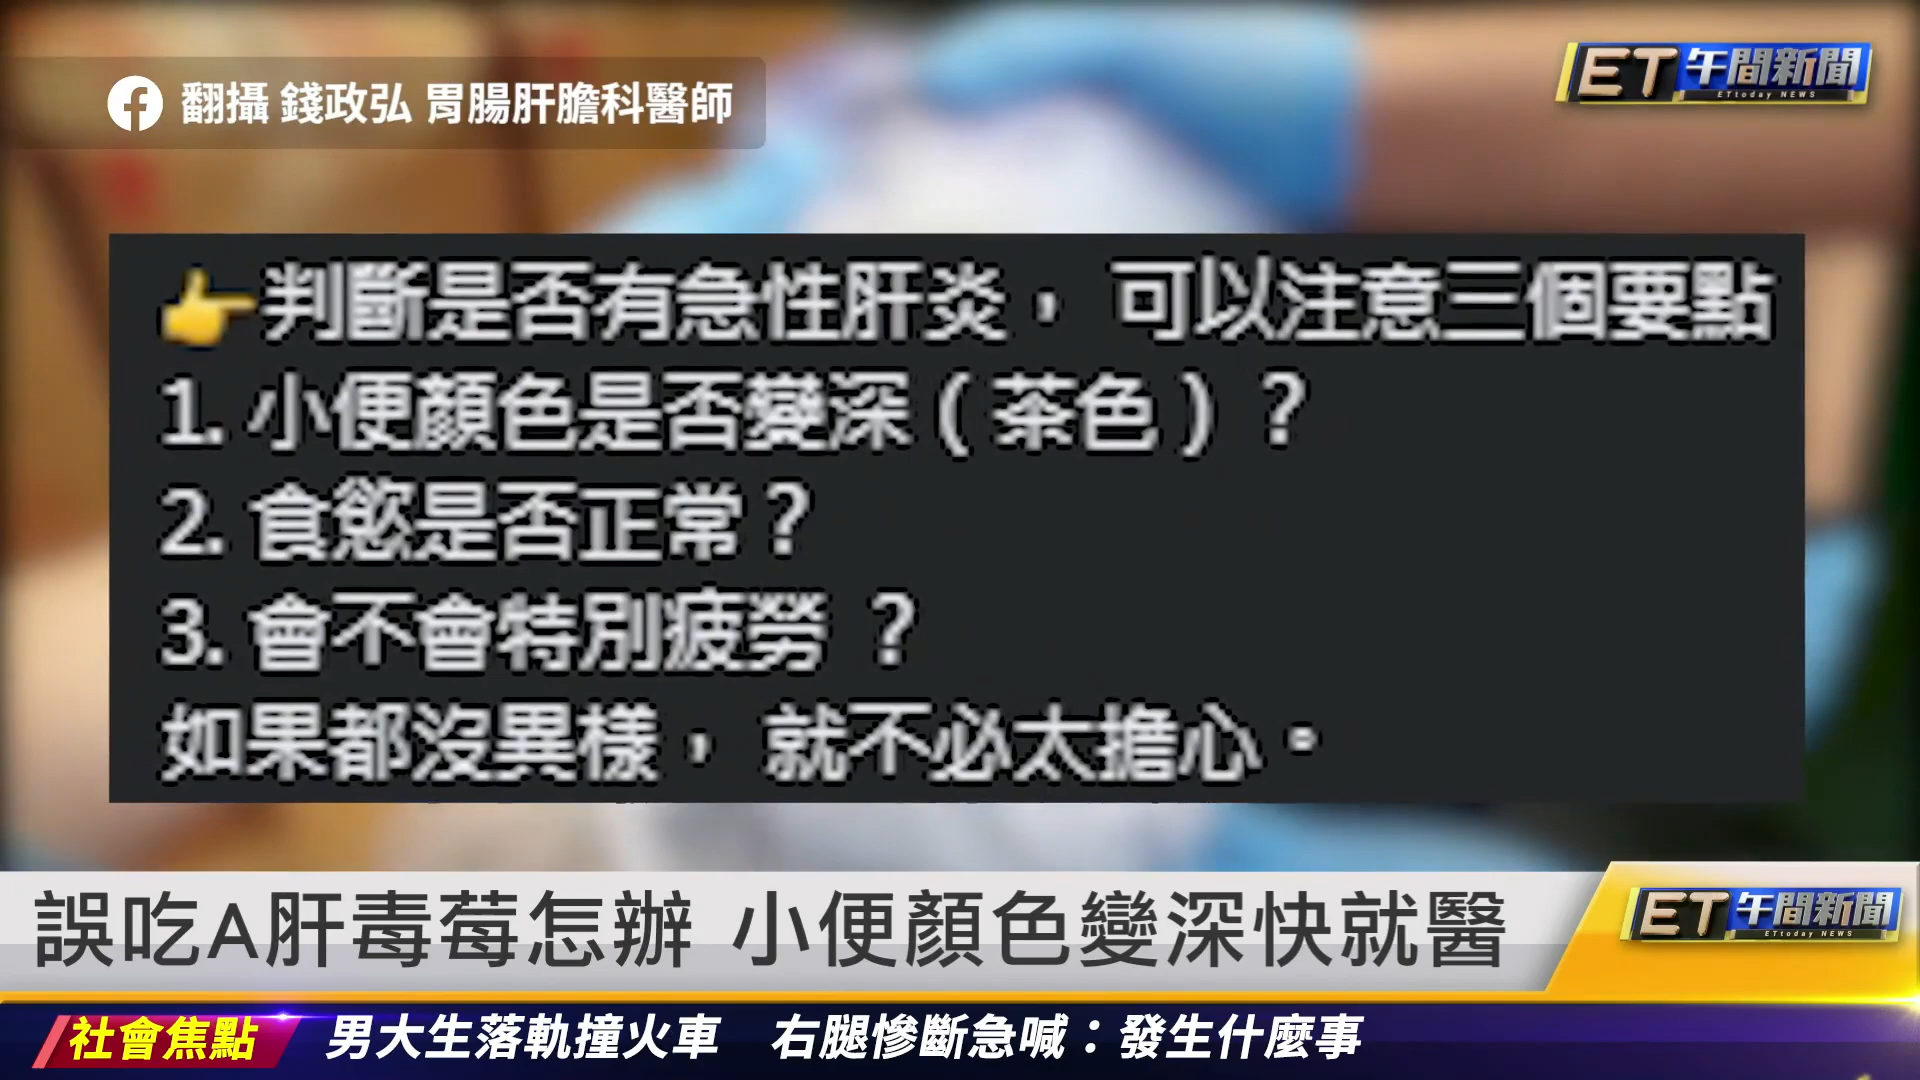 翻攝 錢政弘 胃腸肝膽科醫師
ET午間新聞
ETtoday NEWS
👉判斷是否有急性肝炎，可以注意三個要點
1. 小便顏色是否變深（茶色）？
2. 食慾是否正常？
3. 會不會特別疲勞 ？
如果都沒異樣，就不必太擔心。
誤吃A肝毒莓怎辦 小便顏色變深快就醫
ET午間新聞
ETtoday NEWS
社會焦點 男大生落軌撞火車 右腿慘斷急喊：發生什麼事